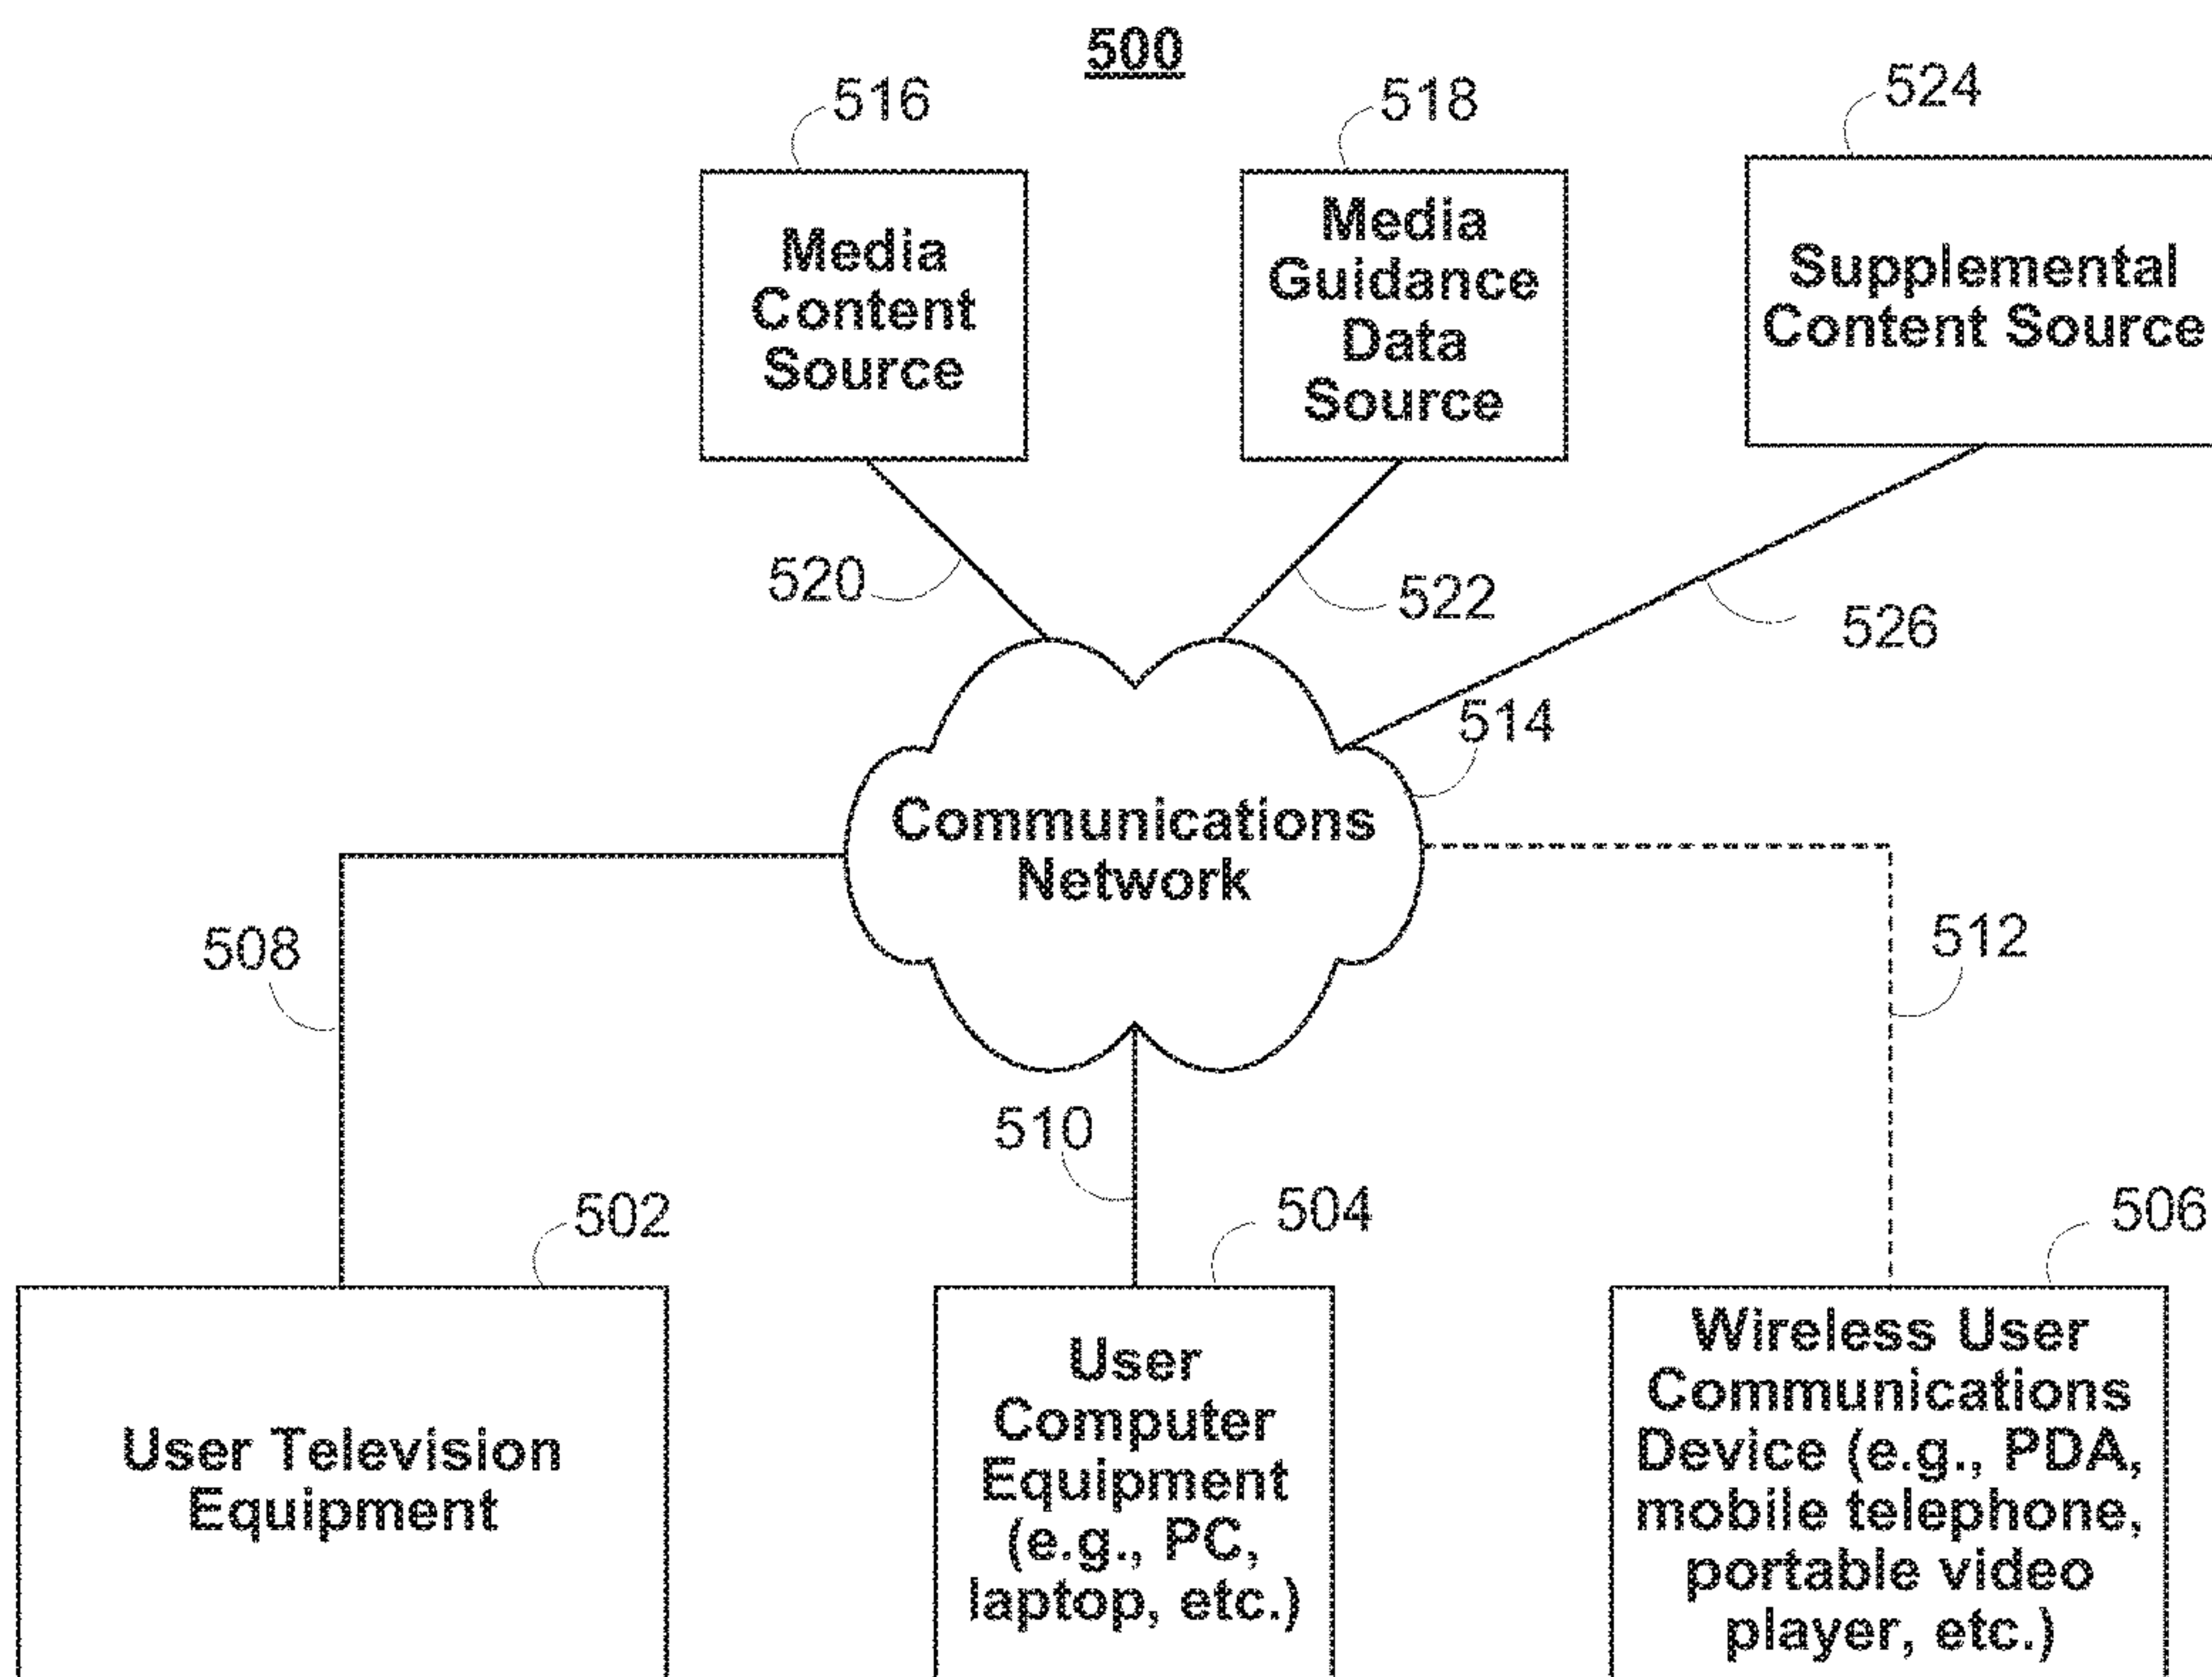 500
516
518
524
Media
Content
Source
Media
Guidance
Data
Source
Supplemental
Content Source
520
522
526
514
Communications
Network
508
512
510
502
504
506
User Television
Equipment
User
Computer
Equipment
(e.g., PC,
laptop, etc.)
Wireless User
Communications
Device (e.g., PDA,
mobile telephone,
portable video
player, etc.)